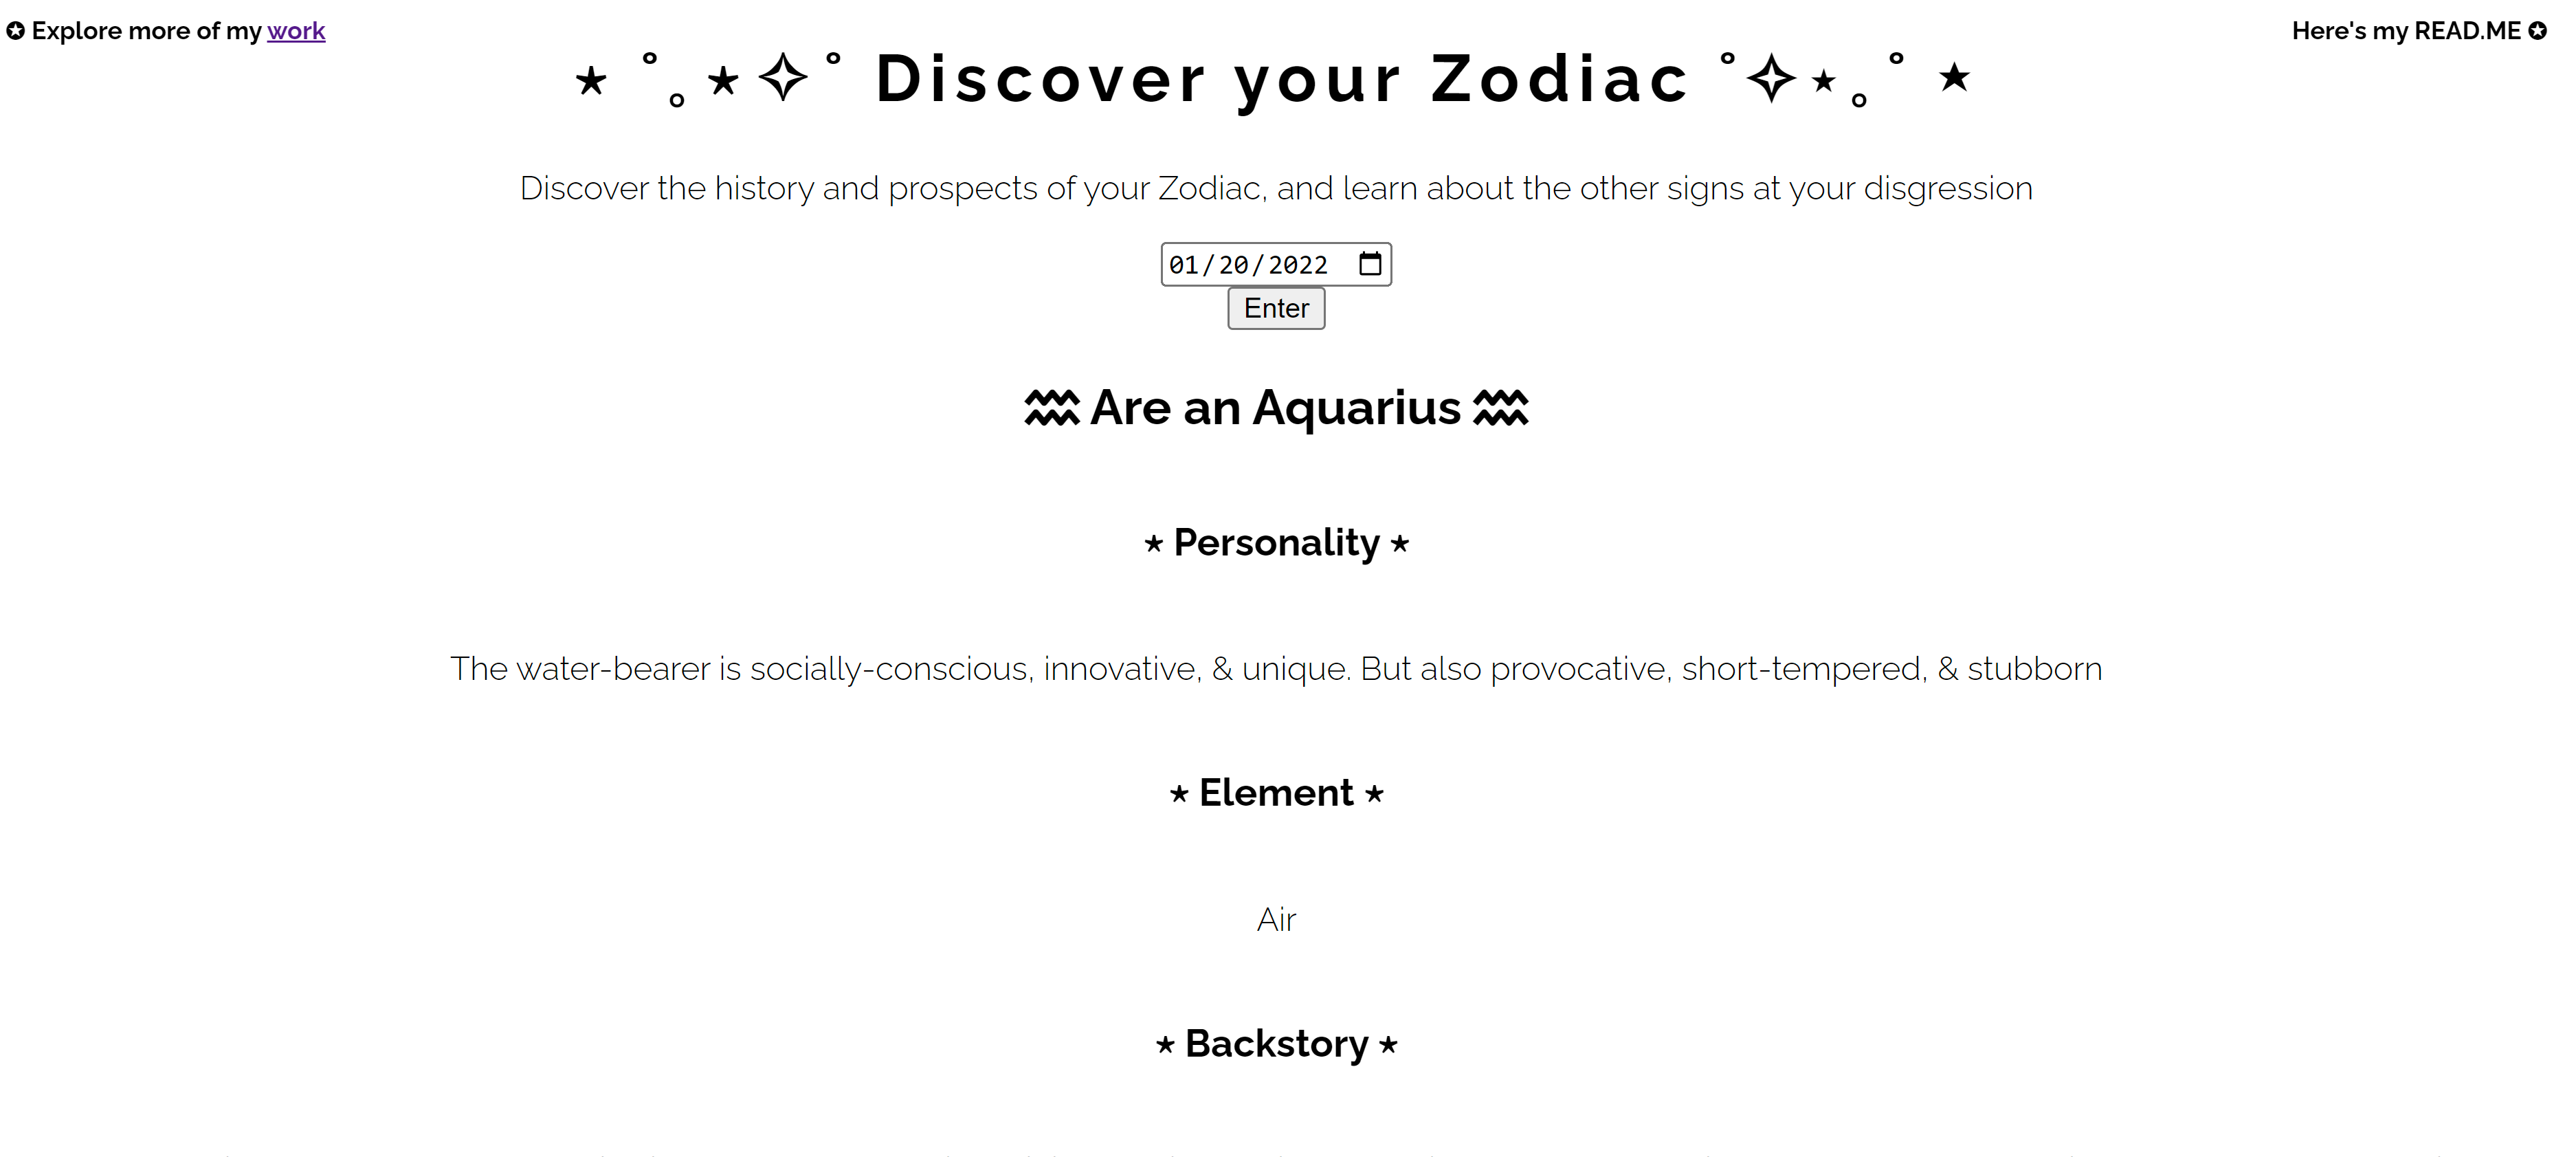 ✪ Explore more of my work
Here's my READ.ME ✪
⋆ ˚｡⋆✧˚ Discover your Zodiac ˚✧⋆｡˚ ★
Discover the history and prospects of your Zodiac, and learn about the other signs at your disgression
01/20/2022
Enter
♒ Are an Aquarius ♒
⋆ Personality ⋆
The water-bearer is socially-conscious, innovative, & unique. But also provocative, short-tempered, & stubborn
⋆ Element ⋆
Air
⋆ Backstory ⋆